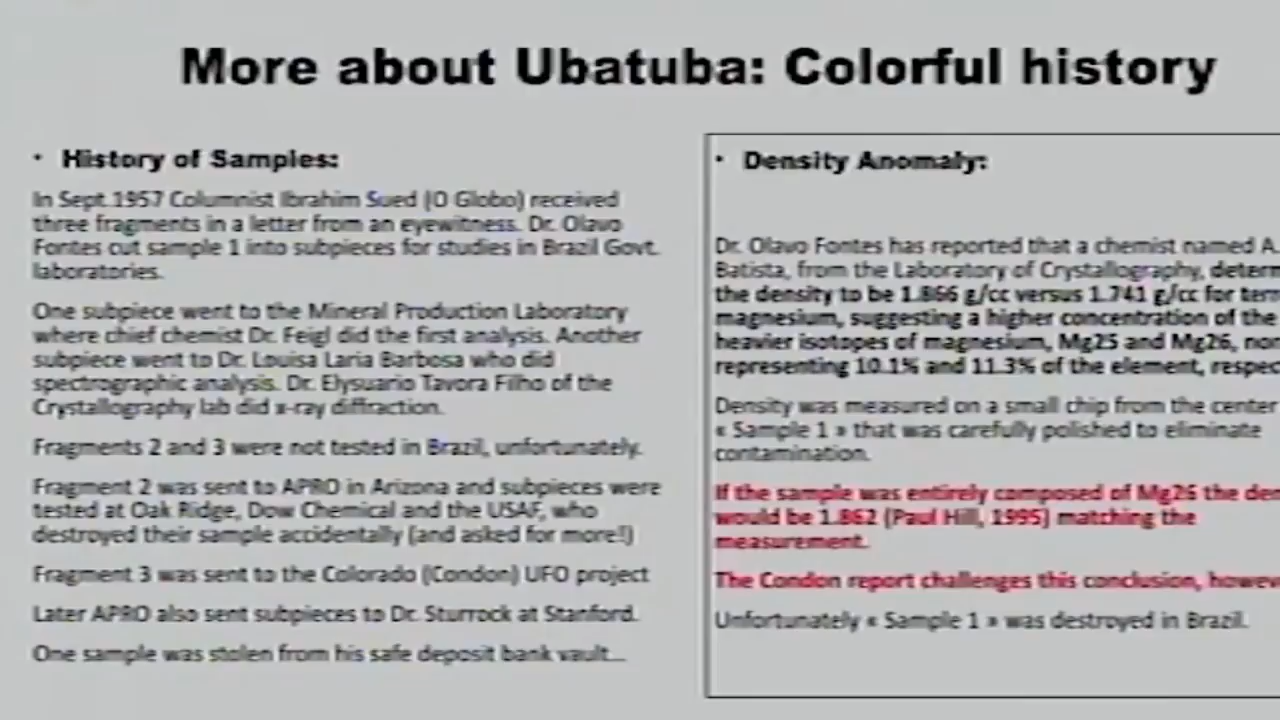 More about Ubatuba: Colorful history
• History of Samples:
In Sept.1957 Columnist Ibrahim Sued (O Globo) received
three fragments in a letter from an eyewitness. Dr. Olavo
Fontes cut sample 1 into subpieces for studies in Brazil Govt.
laboratories.
One subpiece went to the Mineral Production Laboratory
where chief chemist Dr. Feigl did the first analysis. Another
subpiece went to Dr. Louisa Laria Barbosa who did
spectrographic analysis. Dr. Elysuario Tavora Filho of the
Crystallography lab did x-ray diffraction.
Fragments 2 and 3 were not tested in Brazil, unfortunately.
Fragment 2 was sent to APRO in Arizona and subpieces were
tested at Oak Ridge, Dow Chemical and the USAF, who
destroyed their sample accidentally (and asked for more!)
Fragment 3 was sent to the Colorado (Condon) UFO project
Later APRO also sent subpieces to Dr. Sturrock at Stanford.
One sample was stolen from his safe deposit bank vault...
• Density Anomaly:
Dr. Olavo Fontes has reported that a chemist named A.
Batista, from the Laboratory of Crystallography, determ
the density to be 1.866 g/cc versus 1.741 g/cc for terr
magnesium, suggesting a higher concentration of the
heavier isotopes of magnesium, Mg25 and Mg26, nor
representing 10.1% and 11.3% of the element, respec
Density was measured on a small chip from the center
« Sample 1 » that was carefully polished to eliminate
contamination.
If the sample was entirely composed of Mg26 the den
would be 1.862 (Paul Hill, 1995) matching the
measurement.
The Condon report challenges this conclusion, howev
Unfortunately « Sample 1 » was destroyed in Brazil.